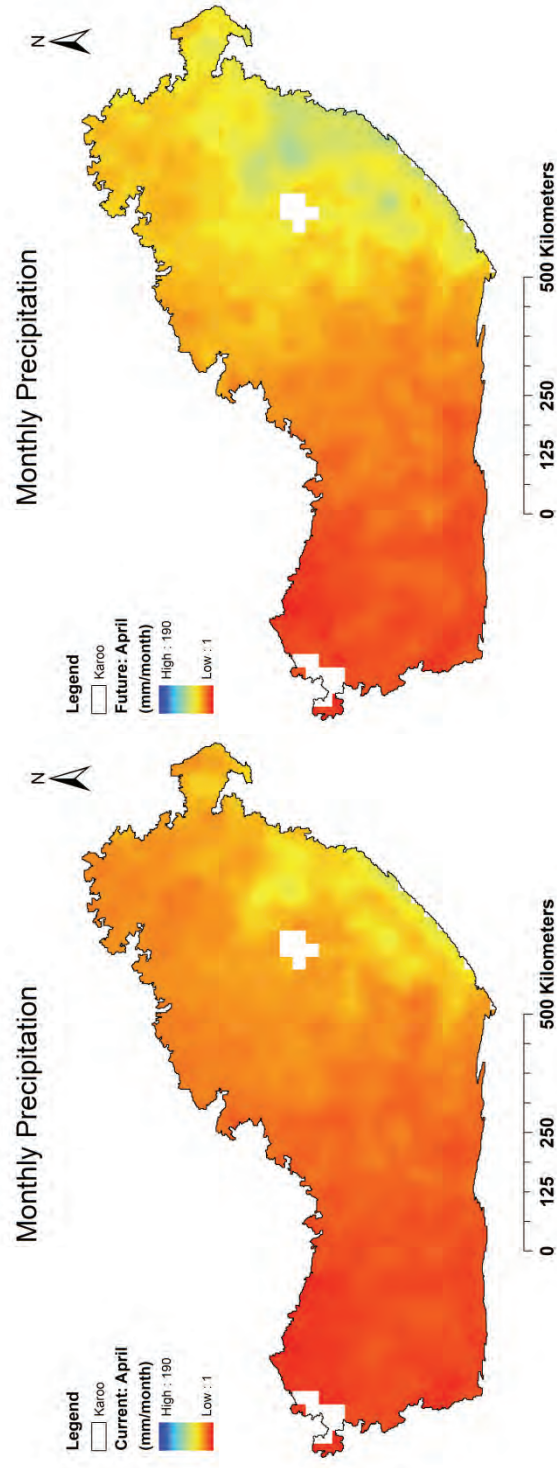 Monthly Precipitation
N
Legend
Karoo
Current: April
(mm/month)
High : 190
Low : 1
0 125 250 500 Kilometers
Monthly Precipitation
N
Legend
Karoo
Future: April
(mm/month)
High : 190
Low : 1
0 125 250 500 Kilometers